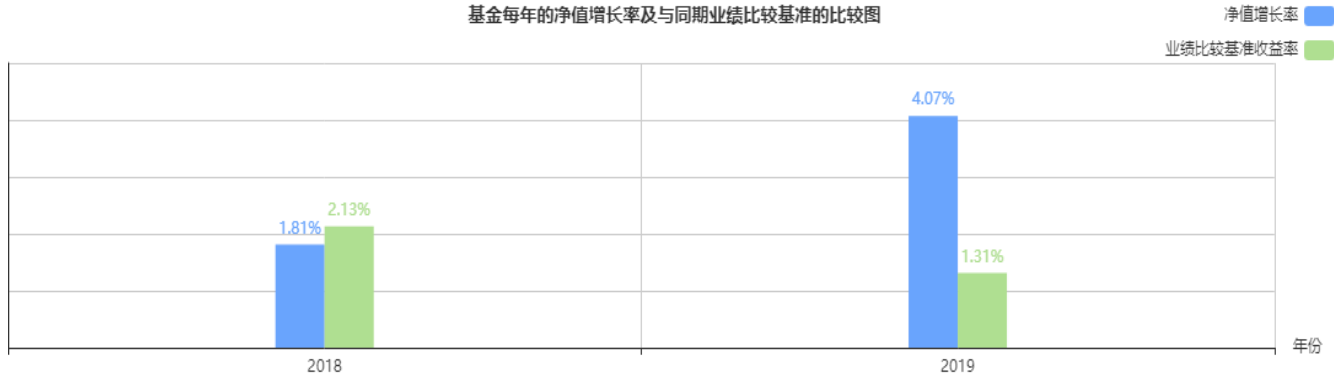 基金每年的净值增长率及与同期业绩比较基准的比较图
净值增长率
业绩比较基准收益率
4.07%
2.13%
1.81%
1.31%
年份
2018
2019